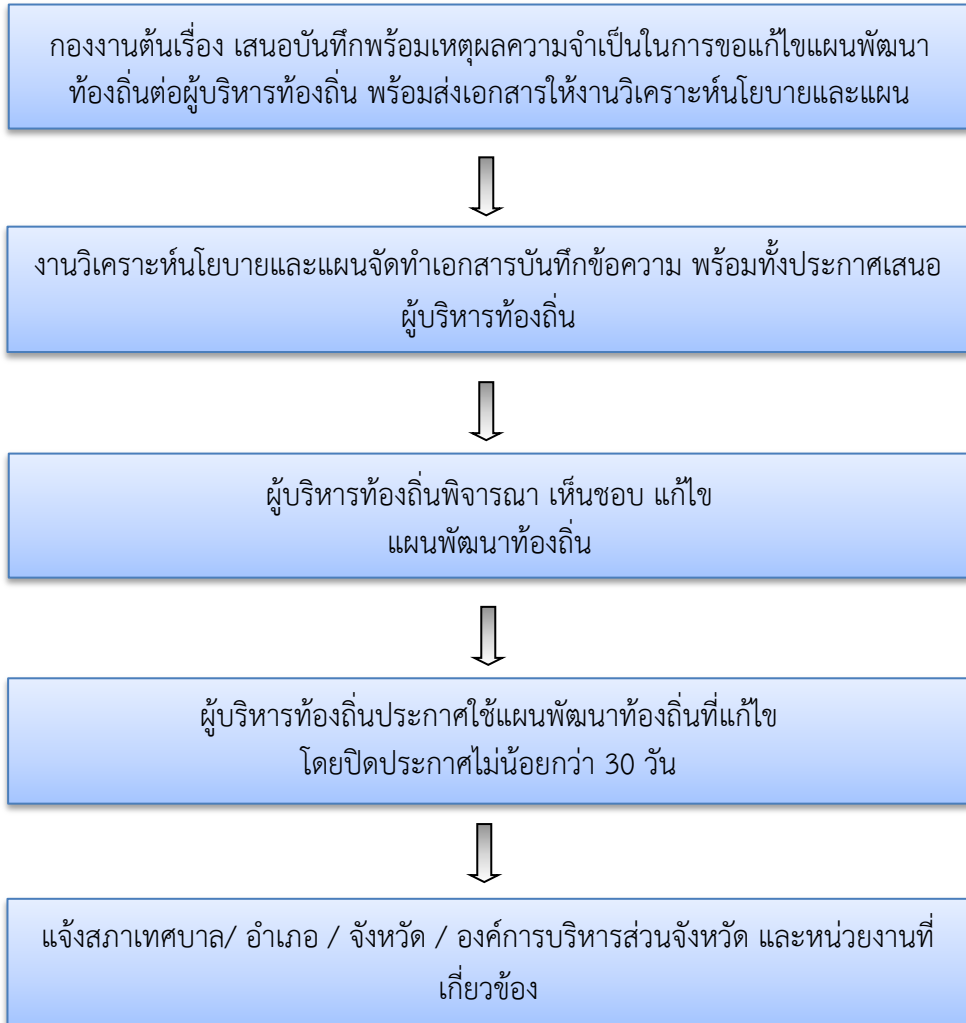 กองงานต้นเรื่อง เสนอบันทึกพร้อมเหตุผลความจำเป็นในการขอแก้ไขแผนพัฒนา
ท้องถิ่นต่อผู้บริหารท้องถิ่น พร้อมส่งเอกสารให้งานวิเคราะห์นโยบายและแผน
งานวิเคราะห์นโยบายและแผนจัดทำเอกสารบันทึกข้อความ พร้อมทั้งประกาศเสนอ
ผู้บริหารท้องถิ่น
ผู้บริหารท้องถิ่นพิจารณา เห็นชอบ แก้ไข
แผนพัฒนาท้องถิ่น
ผู้บริหารท้องถิ่นประกาศใช้แผนพัฒนาท้องถิ่นที่แก้ไข
โดยปิดประกาศไม่น้อยกว่า 30 วัน
แจ้งสภาเทศบาล/ อำเภอ / จังหวัด / องค์การบริหารส่วนจังหวัด และหน่วยงานที่
เกี่ยวข้อง